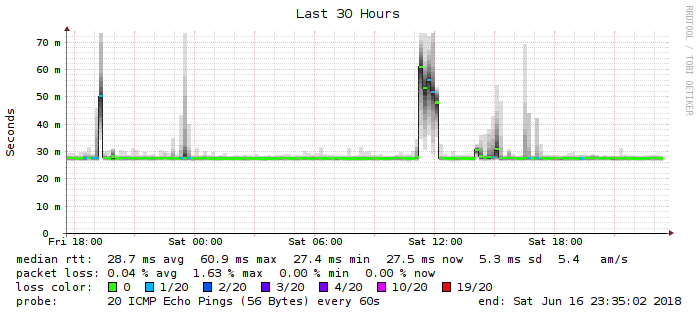 Last 30 Hours
RRDTOOL / TOBI OETIKER
Seconds
70 m
60 m
50 m
40 m
30 m
20 m
10 m
0
Fri 18:00 Sat 00:00 Sat 06:00 Sat 12:00 Sat 18:00
median rtt: 28.7 ms avg 60.9 ms max 27.4 ms min 27.5 ms now 5.3 ms sd 5.4 am/s
packet loss: 0.04 % avg 1.63 % max 0.00 % min 0.00 % now
loss color: 0 1/20 2/20 3/20 4/20 10/20 19/20
probe: 20 ICMP Echo Pings (56 Bytes) every 60s end: Sat Jun 16 23:35:02 2018